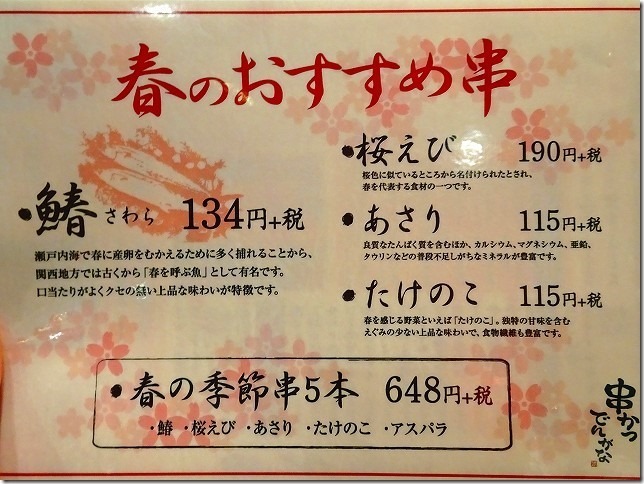 春のおすすめ串
・鰆 さわら 134円+税
瀬戸内海で春に産卵をむかえるために多く捕れることから、
関西地方では古くから「春を呼ぶ魚」として有名です。
口当たりがよくクセの無い上品な味わいが特徴です。
・桜えび 190円+税
桜色に似ているところから名付けられたとされ、
春を代表する食材の一つです。
・あさり 115円+税
良質なたんぱく質を含むほか、カルシウム、マグネシウム、亜鉛、
タウリンなどの普段不足しがちなミネラルが豊富です。
・たけのこ 115円+税
春を感じる野菜といえば「たけのこ」。独特の甘味を含む
えぐみの少ない上品な味わいで、食物繊維も豊富です。
・春の季節串5本 648円+税
・鰆 ・桜えび ・あさり ・たけのこ ・アスパラ
串かつ
でんがな